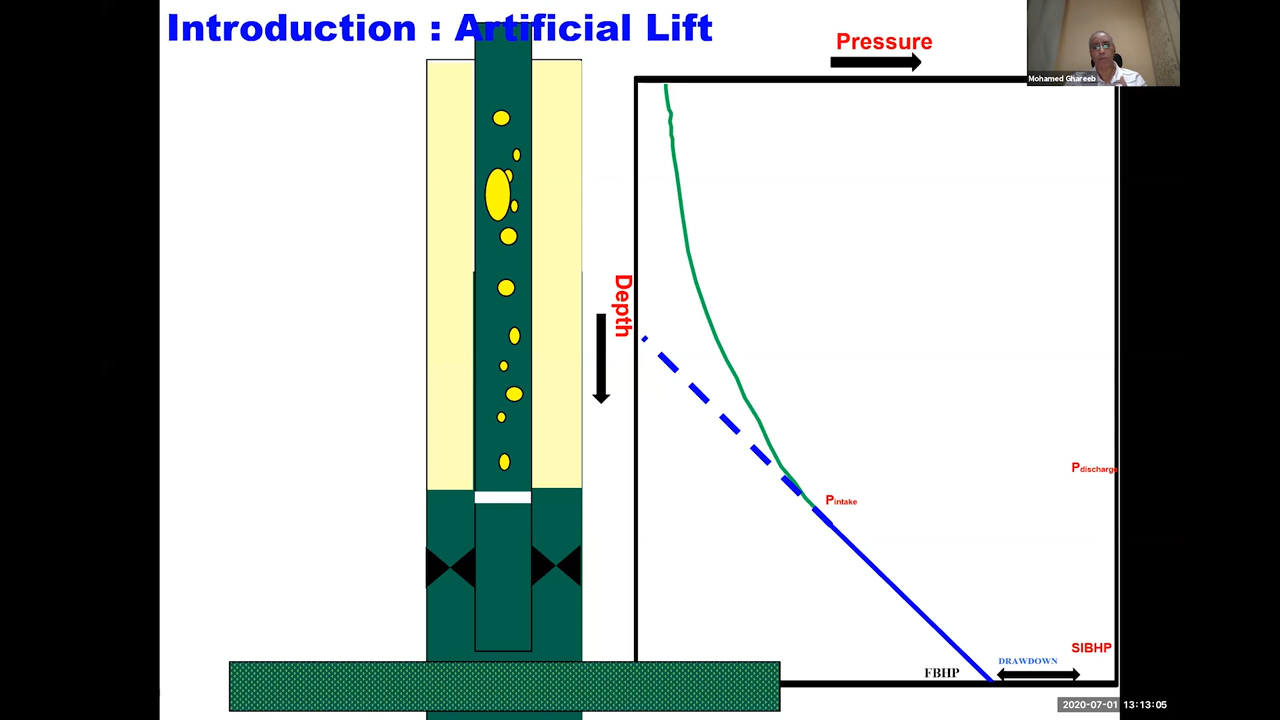 Introduction : Artificial Lift
Pressure
Mohamed Ghareeb
Depth
Pdischarge
Pintake
SIBHP
DRAWDOWN
FBHP
2020-07-01 13:13:05